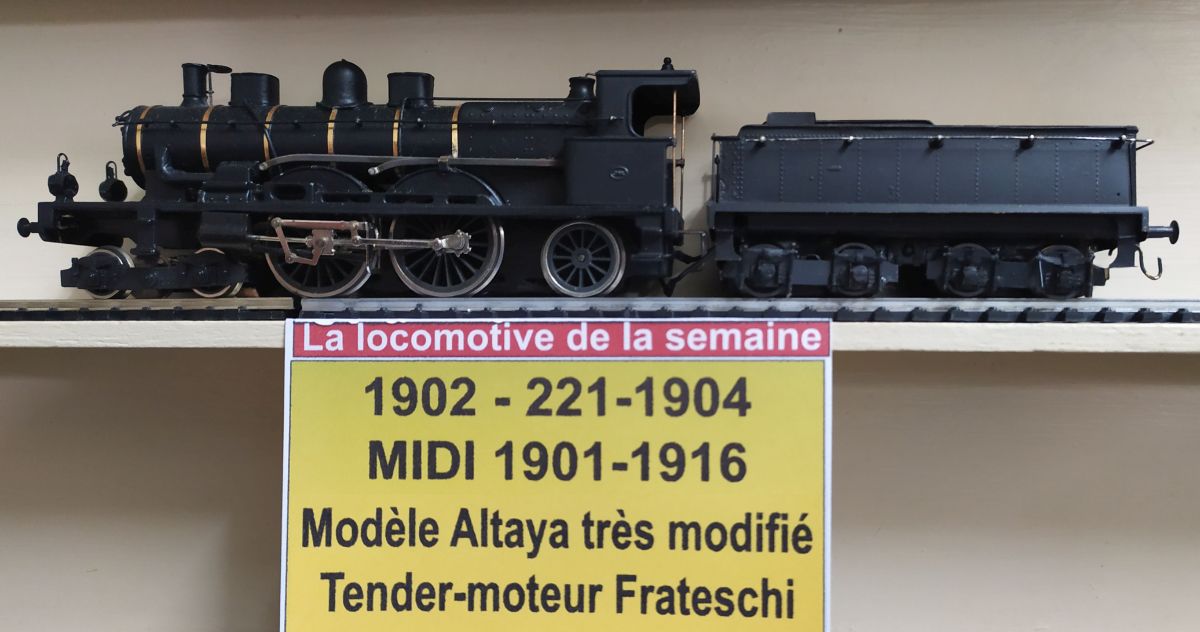 La locomotive de la semaine
1902 - 221-1904
MIDI 1901-1916
Modèle Altaya très modifié
Tender-moteur Frateschi